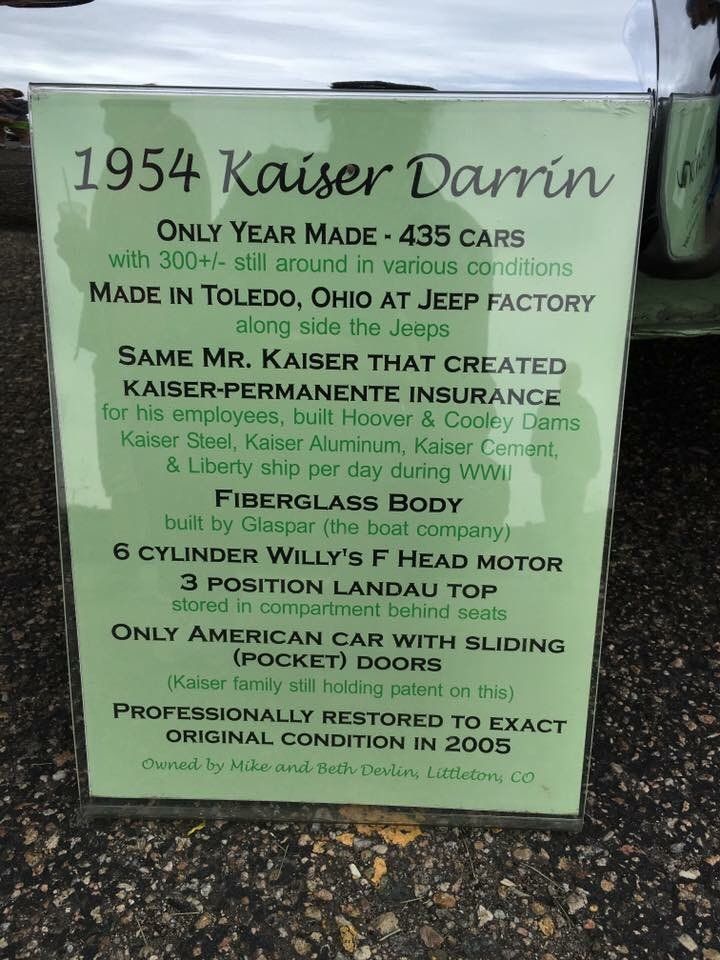 1954 Kaiser Darrin
ONLY YEAR MADE - 435 CARS
with 300+/- still around in various conditions
MADE IN TOLEDO, OHIO AT JEEP FACTORY
along side the Jeeps
SAME MR. KAISER THAT CREATED
KAISER-PERMANENTE INSURANCE
for his employees, built Hoover & Cooley Dams
Kaiser Steel, Kaiser Aluminum, Kaiser Cement,
& Liberty ship per day during WWII
FIBERGLASS BODY
built by Glaspar (the boat company)
6 CYLINDER WILLY'S F HEAD MOTOR
3 POSITION LANDAU TOP
stored in compartment behind seats
ONLY AMERICAN CAR WITH SLIDING
(POCKET) DOORS
(Kaiser family still holding patent on this)
PROFESSIONALLY RESTORED TO EXACT
ORIGINAL CONDITION IN 2005
Owned by Mike and Beth Devlin, Littleton, CO